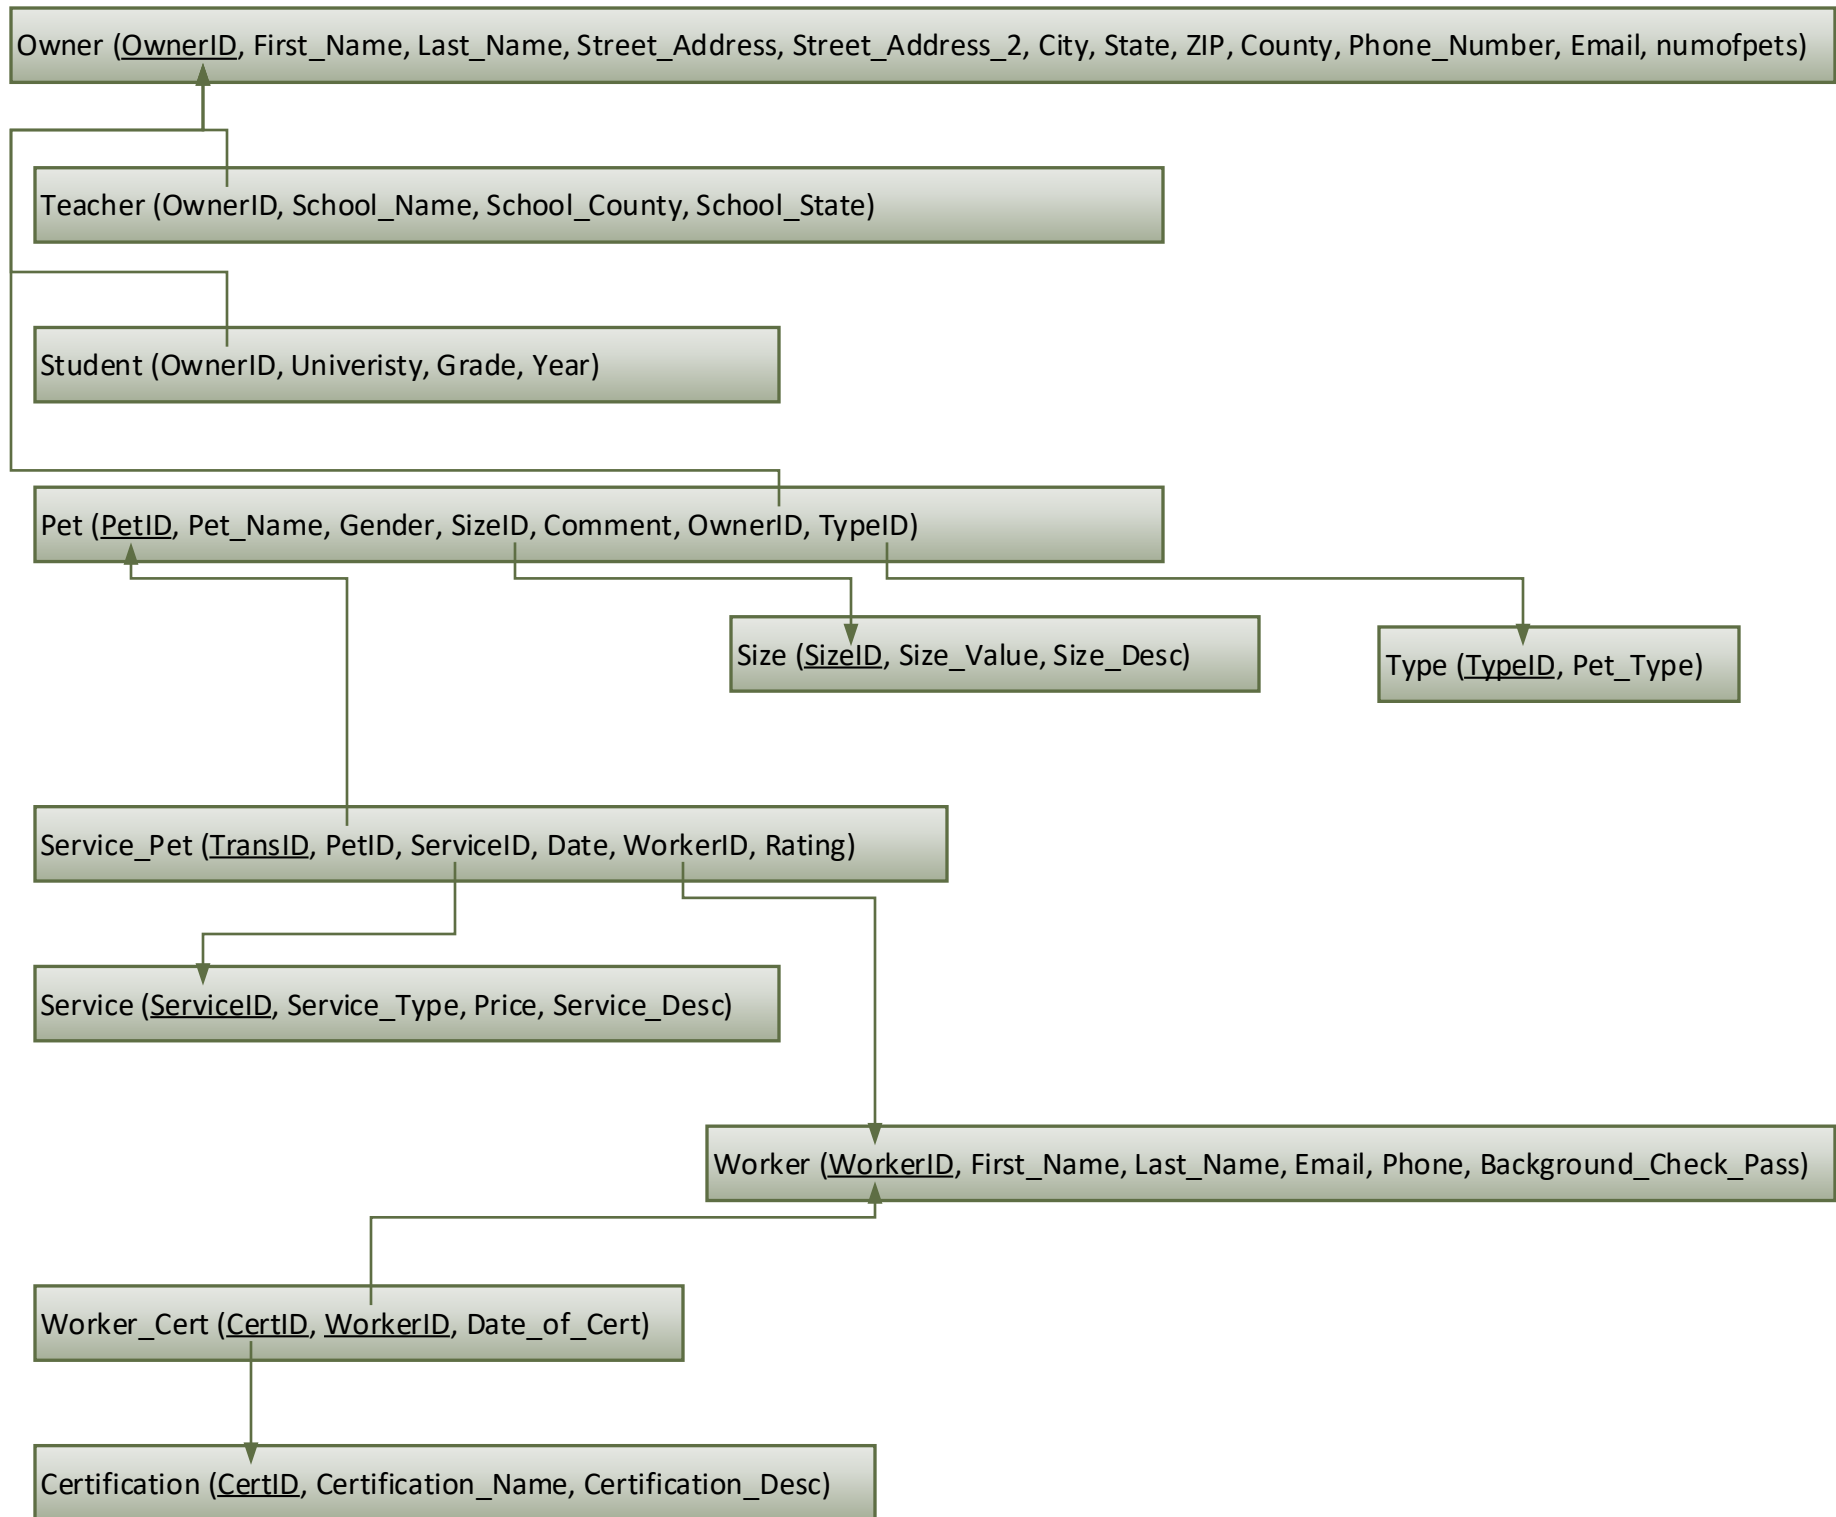 Owner (OwnerID, First_Name, Last_Name, Street_Address, Street_Address_2, City, State, ZIP, County, Phone_Number, Email, numofpets)
Teacher (OwnerID, School_Name, School_County, School_State)
Student (OwnerID, Univeristy, Grade, Year)
Pet (PetID, Pet_Name, Gender, SizeID, Comment, OwnerID, TypeID)
Size (SizeID, Size_Value, Size_Desc)
Type (TypeID, Pet_Type)
Service_Pet (TransID, PetID, ServiceID, Date, WorkerID, Rating)
Service (ServiceID, Service_Type, Price, Service_Desc)
Worker (WorkerID, First_Name, Last_Name, Email, Phone, Background_Check_Pass)
Worker_Cert (CertID, WorkerID, Date_of_Cert)
Certification (CertID, Certification_Name, Certification_Desc)